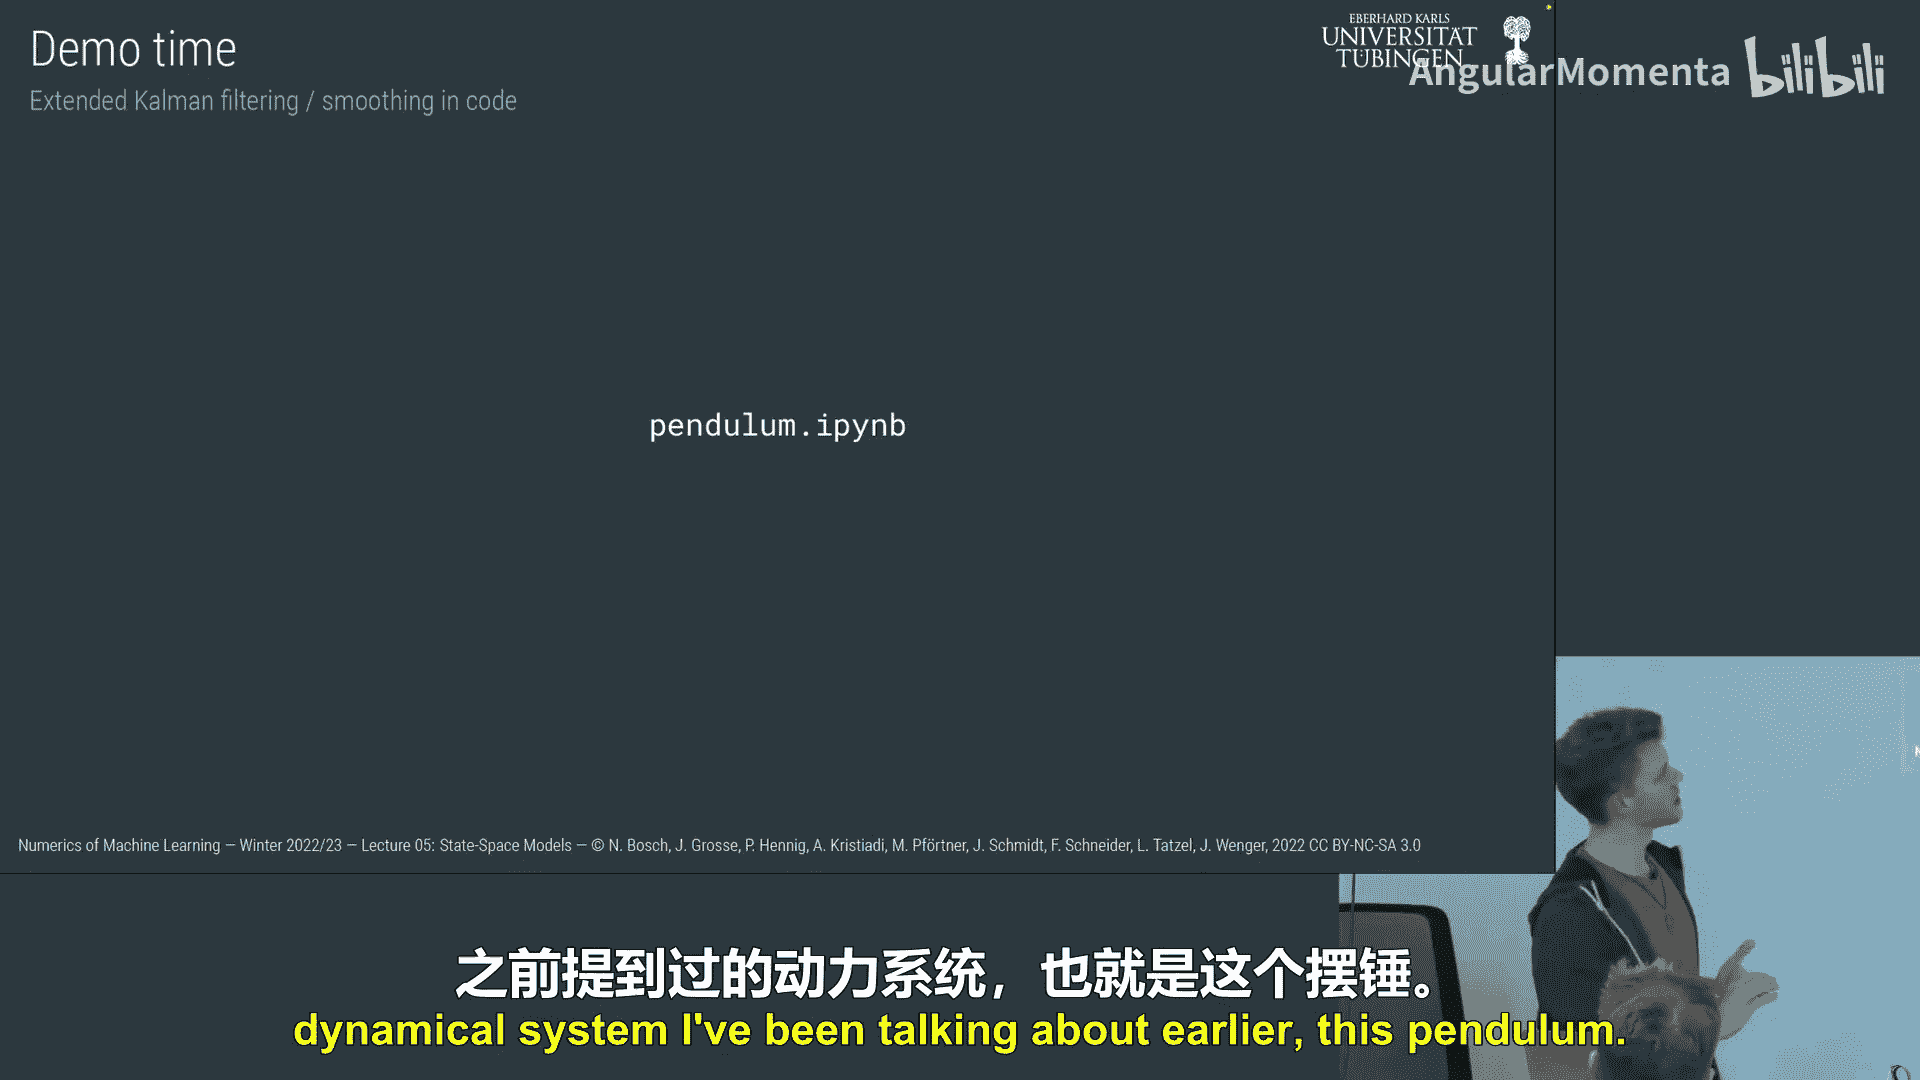 Demo time
Extended Kalman filtering / smoothing in code
EBERHARD KARLS
UNIVERSITÄT
TÜBINGEN
AngularMomenta bilibili
pendulum.ipynb
Numerics of Machine Learning — Winter 2022/23 — Lecture 05: State-Space Models — © N. Bosch, J. Grosse, P. Hennig, A. Kristiadi, M. Pförtner, J. Schmidt, F. Schneider, L. Tatzel, J. Wenger, 2022 CC BY-NC-SA 3.0
之前提到过的动力系统，也就是这个摆锤。
dynamical system I've been talking about earlier, this pendulum.